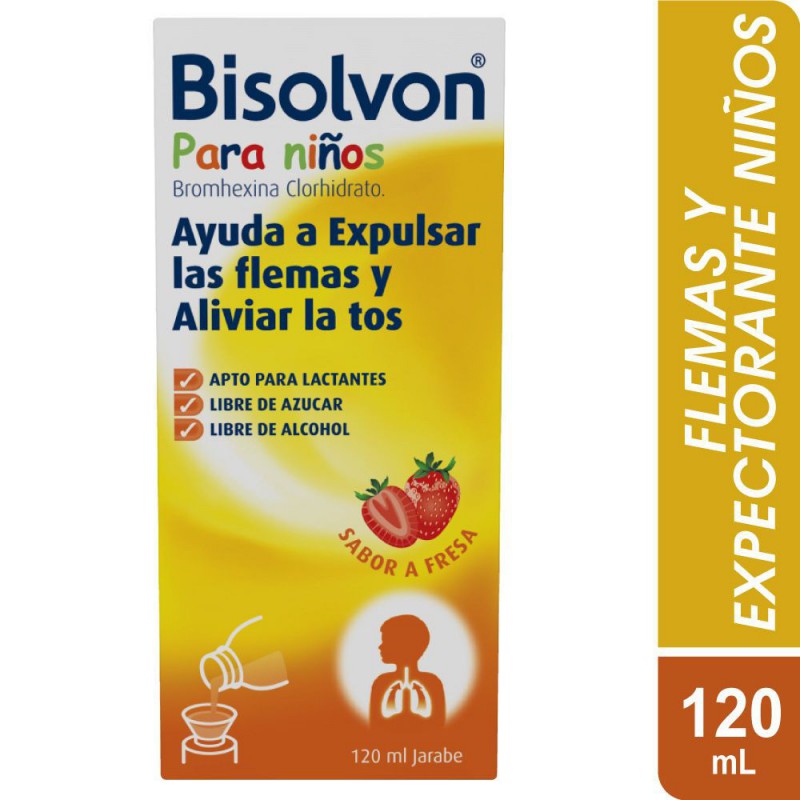 Bisolvon®
Para niños
Bromhexina Clorhidrato.
Ayuda a Expulsar
las flemas y
Aliviar la tos
APTO PARA LACTANTES
LIBRE DE AZUCAR
LIBRE DE ALCOHOL
SABOR A FRESA
120 ml Jarabe
FLEMAS Y
EXPECTORANTE NIÑOS
120
mL